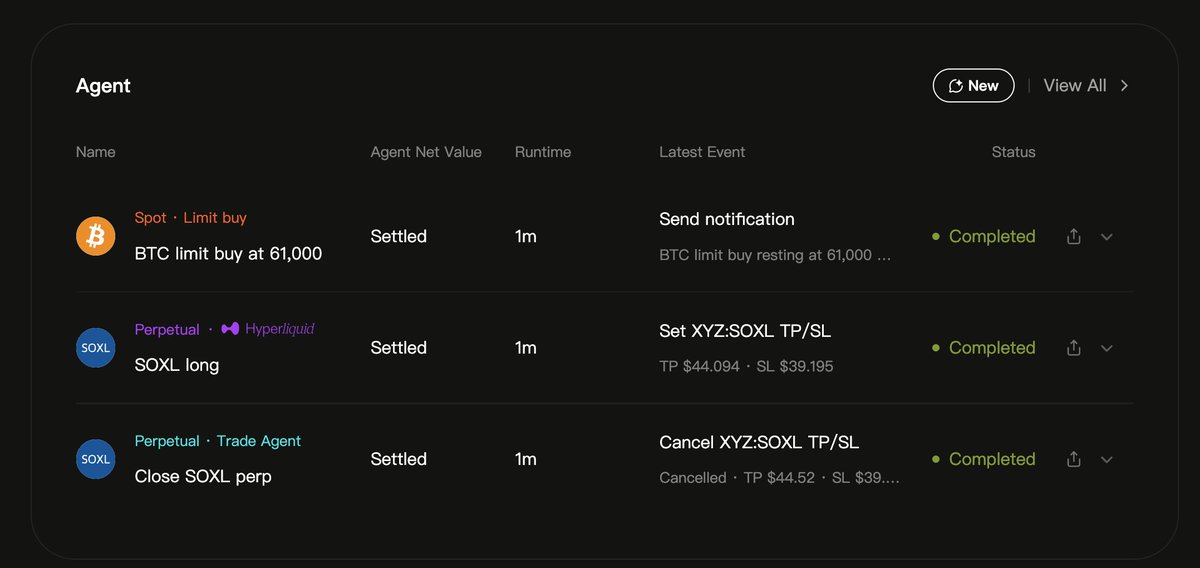 Agent
New
View All
Name Agent Net Value Runtime Latest Event Status
Spot · Limit buy
BTC limit buy at 61,000
Settled
1m
Send notification
BTC limit buy resting at 61,000 ...
Completed
SOXL
Perpetual · Hyperliquid
SOXL long
Settled
1m
Set XYZ:SOXL TP/SL
TP $44.094 · SL $39.195
Completed
SOXL
Perpetual · Trade Agent
Close SOXL perp
Settled
1m
Cancel XYZ:SOXL TP/SL
Cancelled · TP $44.52 · SL $39....
Completed